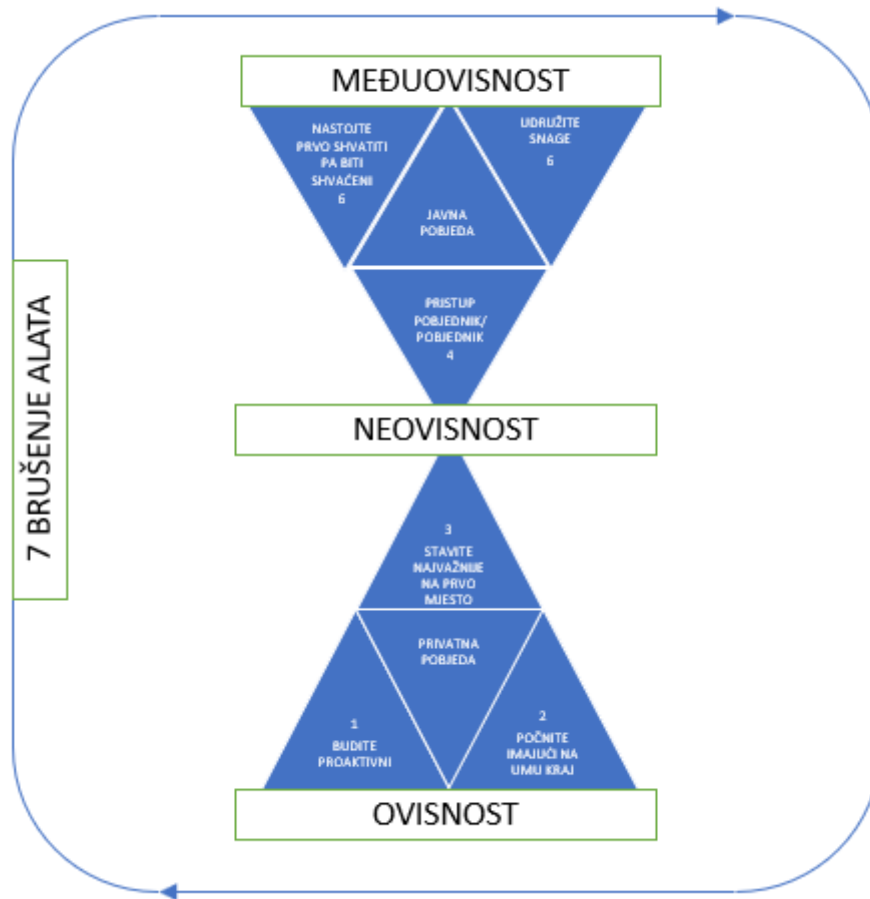 MEĐUOVISNOST
NASTOJTE
PRVO SHVATITI
PA BITI
SHVAĆENI
6
UDRUŽITE
SNAGE
6
JAVNA
POBJEDA
PRISTUP
POBJEDNIK/
POBJEDNIK
4
7 BRUŠENJE ALATA
NEOVISNOST
3
STAVITE
NAJVAŽNIJE
NA PRVO
MJESTO
PRIVATNA
POBJEDA
1
BUDITE
PROAKTIVNI
2
POČNITE
IMAJUĆI NA
UMU KRAJ
OVISNOST